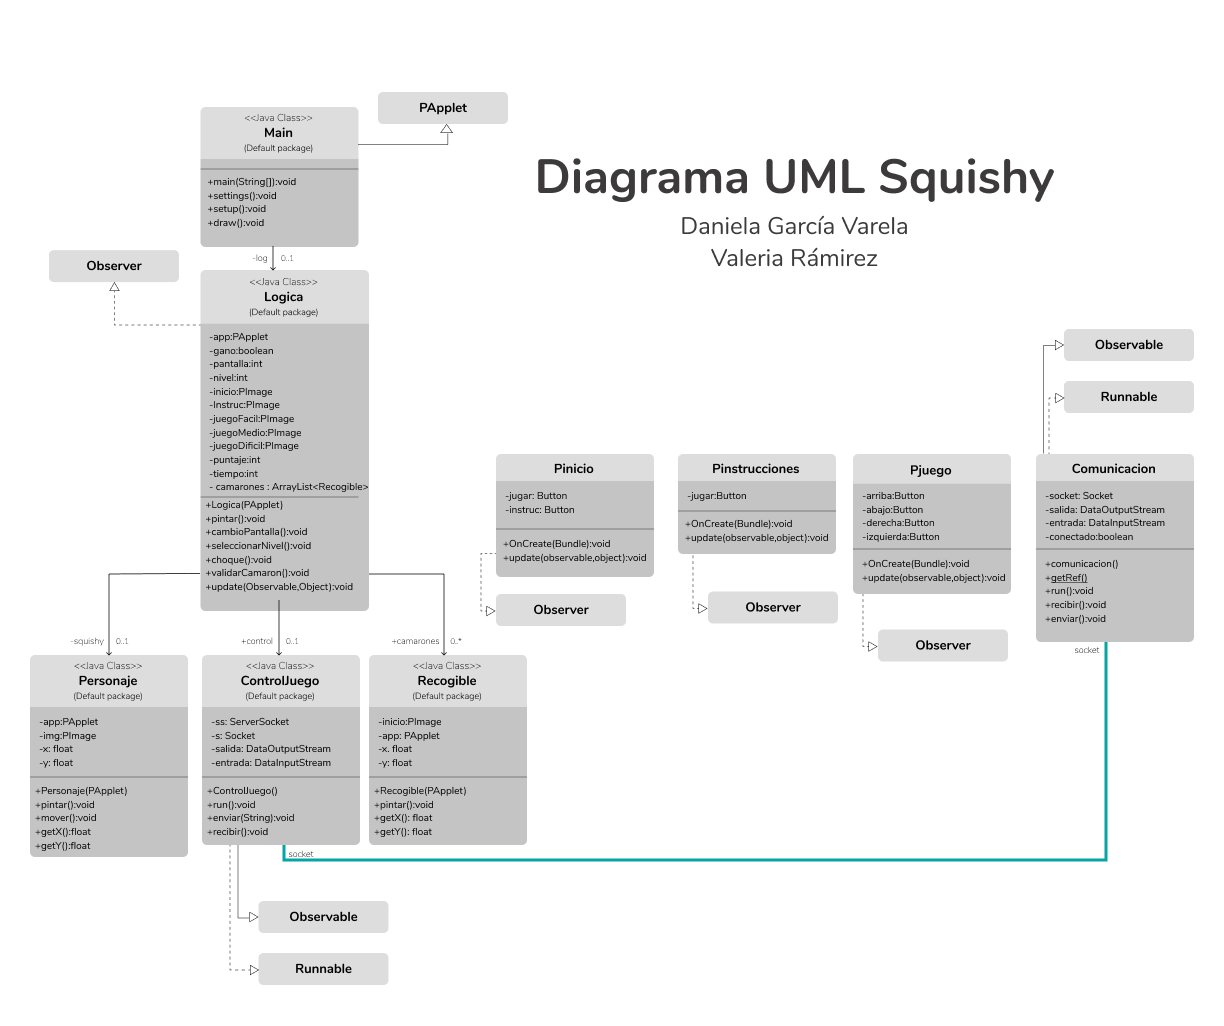 PApplet
<<Java Class>>
Main
(Default package)
+main(String[]):void
+settings():void
+setup():void
+draw():void
Diagrama UML Squishy
Daniela García Varela
Valeria Rámirez
-log 0..1
Observer
<<Java Class>>
Logica
(Default package)
-app:PApplet
-gano:boolean
-pantalla:int
-nivel:int
-inicio:PImage
-Instruc:PImage
-juegoFacil:PImage
-juegoMedio:PImage
-juegoDificil:PImage
-puntaje:int
-tiempo:int
- camarones : ArrayList<Recogible>
+Logica(PApplet)
+pintar():void
+cambioPantalla():void
+seleccionarNivel():void
+choque():void
+validarCamaron():void
+update(Observable,Object):void
Observable
Runnable
Pinicio
-jugar: Button
-instruc: Button
+OnCreate(Bundle):void
+update(observable,object):void
Observer
Pinstrucciones
-jugar:Button
+OnCreate(Bundle):void
+update(observable,object):void
Observer
Pjuego
-arriba:Button
-abajo:Button
-derecha:Button
-izquierda:Button
+OnCreate(Bundle):void
+update(observable,object):void
Observer
Comunicacion
-socket: Socket
-salida: DataOutputStream
-entrada: DataInputStream
-conectado:boolean
+comunicacion()
+getRef()
+run():void
+recibir():void
+enviar():void
socket
-squishy 0..1
+control 0..1
+camarones 0..*
<<Java Class>>
Personaje
(Default package)
-app:PApplet
-img:PImage
-x: float
-y: float
+Personaje(PApplet)
+pintar():void
+mover():void
+getX():float
+getY():float
<<Java Class>>
ControlJuego
(Default package)
-ss: ServerSocket
-s: Socket
-salida: DataOutputStream
-entrada: DataInputStream
+ControlJuego()
+run():void
+enviar(String):void
+recibir():void
<<Java Class>>
Recogible
(Default package)
-inicio:PImage
-app: PApplet
-x. float
-y: float
+Recogible(PApplet)
+pintar():void
+getX(): float
+getY(): float
socket
Observable
Runnable